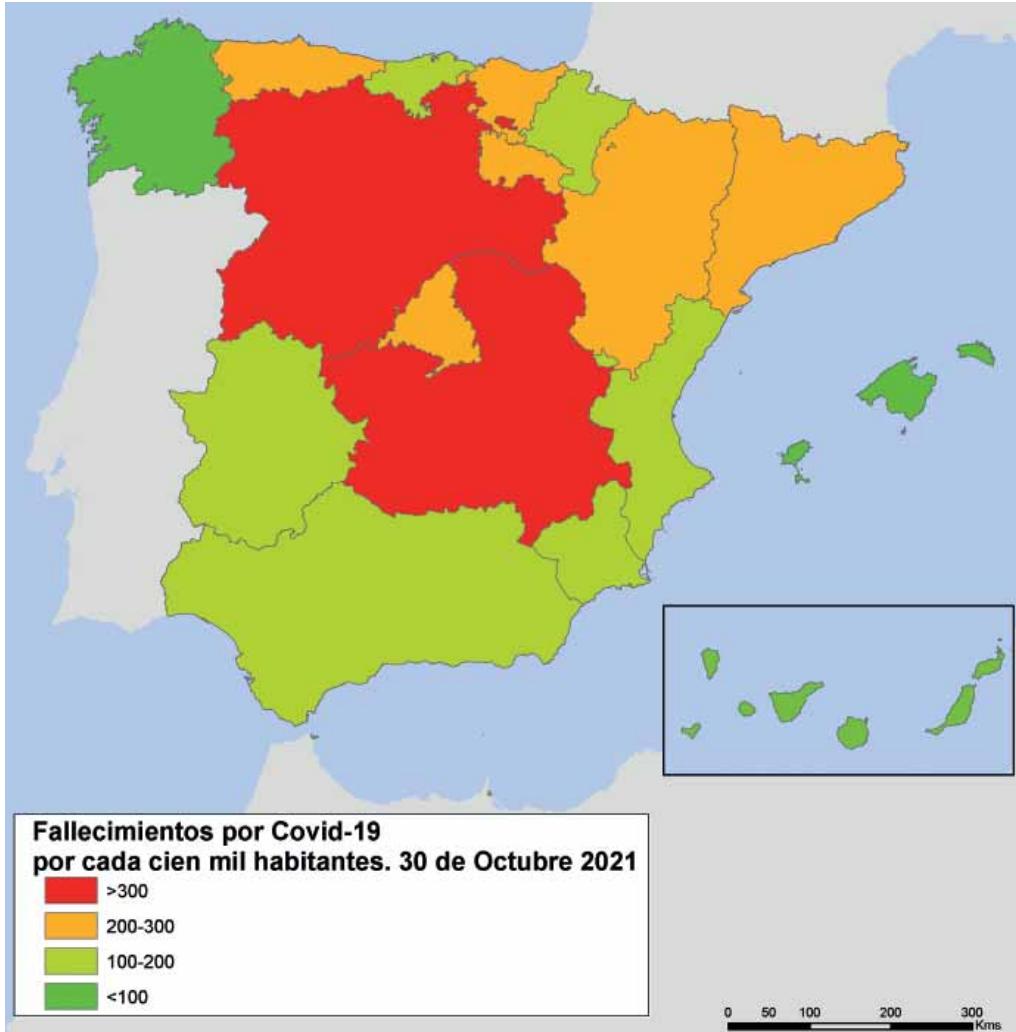 Fallecimientos por Covid-19
por cada cien mil habitantes. 30 de Octubre 2021
>300
200-300
100-200
<100
0 50 100 200 300
Kms